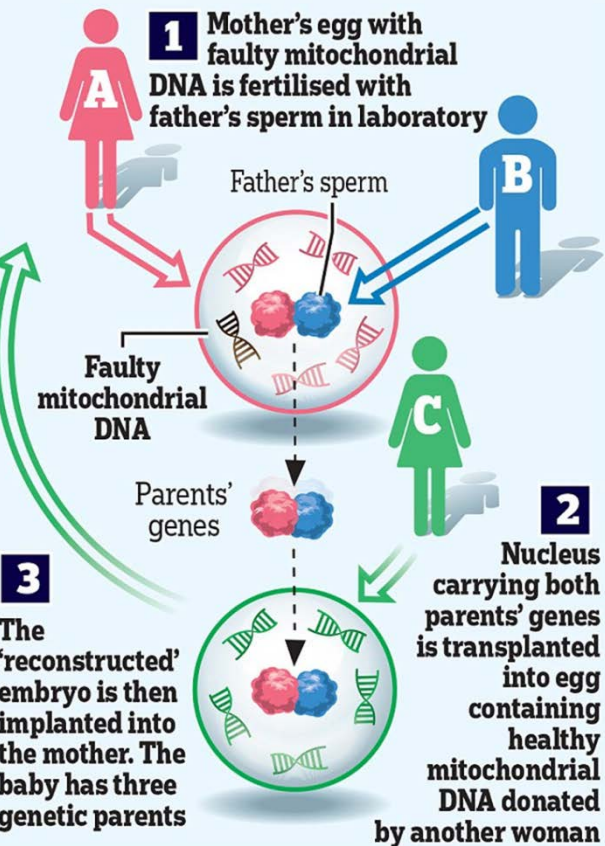 1
Mother's egg with
faulty mitochondrial
DNA is fertilised with
father's sperm in laboratory
A
B
Father's sperm
Faulty
mitochondrial
DNA
C
Parents'
genes
2
Nucleus
carrying both
parents' genes
is transplanted
into egg
containing
healthy
mitochondrial
DNA donated
by another woman
3
The
'reconstructed'
embryo is then
implanted into
the mother. The
baby has three
genetic parents